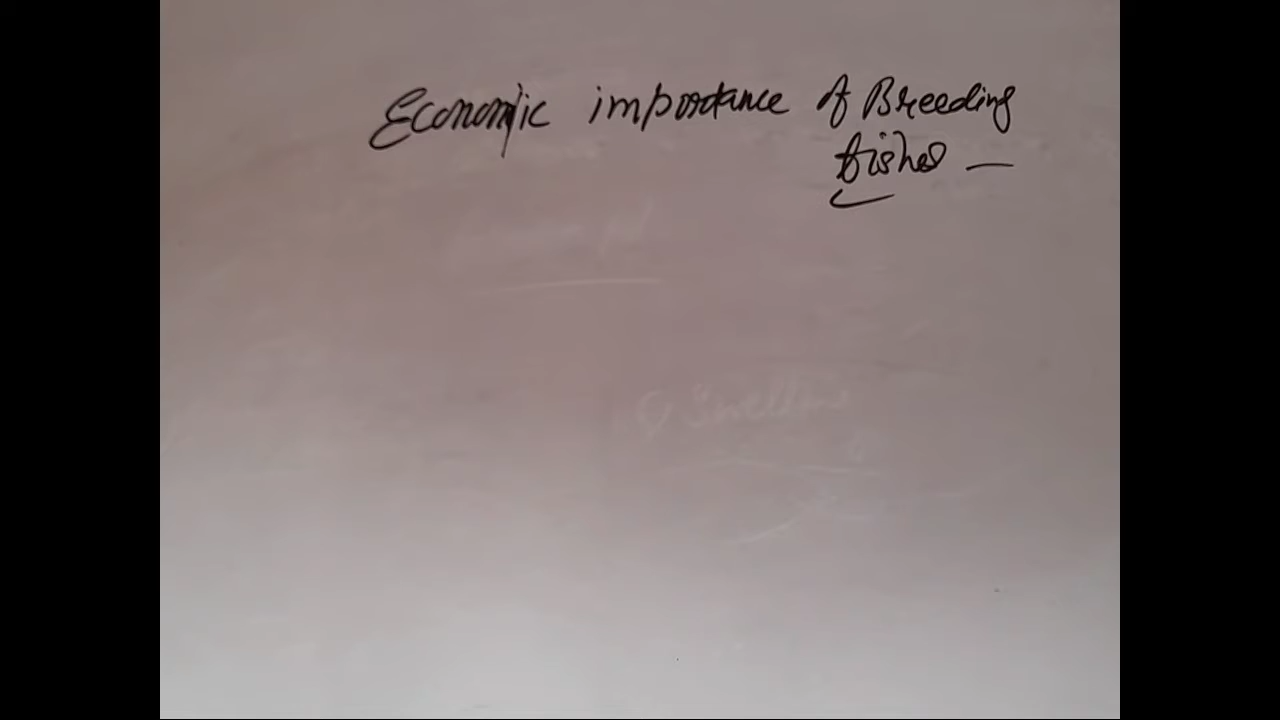 Economic importance of Breeding
fishes —